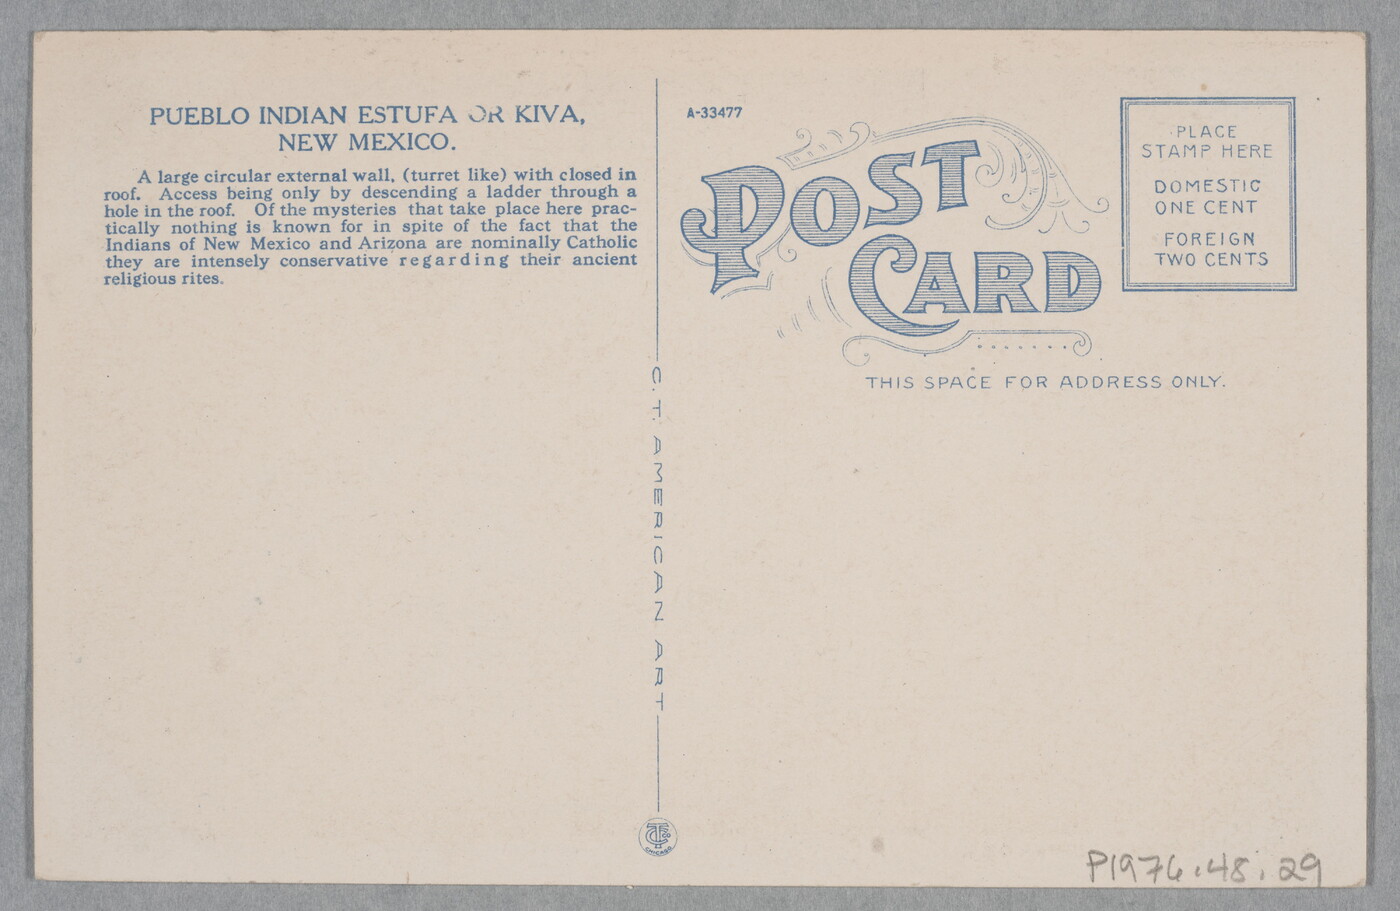 PUEBLO INDIAN ESTUFA OR KIVA,
NEW MEXICO.
A large circular external wall, (turret like) with closed in
roof. Access being only by descending a ladder through a
hole in the roof. Of the mysteries that take place here prac-
tically nothing is known for in spite of the fact that the
Indians of New Mexico and Arizona are nominally Catholic
they are intensely conservative regarding their ancient
religious rites.
C. T. AMERICAN ART
CT CO
CHICAGO
A-33477
POST
CARD
PLACE
STAMP HERE
DOMESTIC
ONE CENT
FOREIGN
TWO CENTS
THIS SPACE FOR ADDRESS ONLY.
P1976.48.29